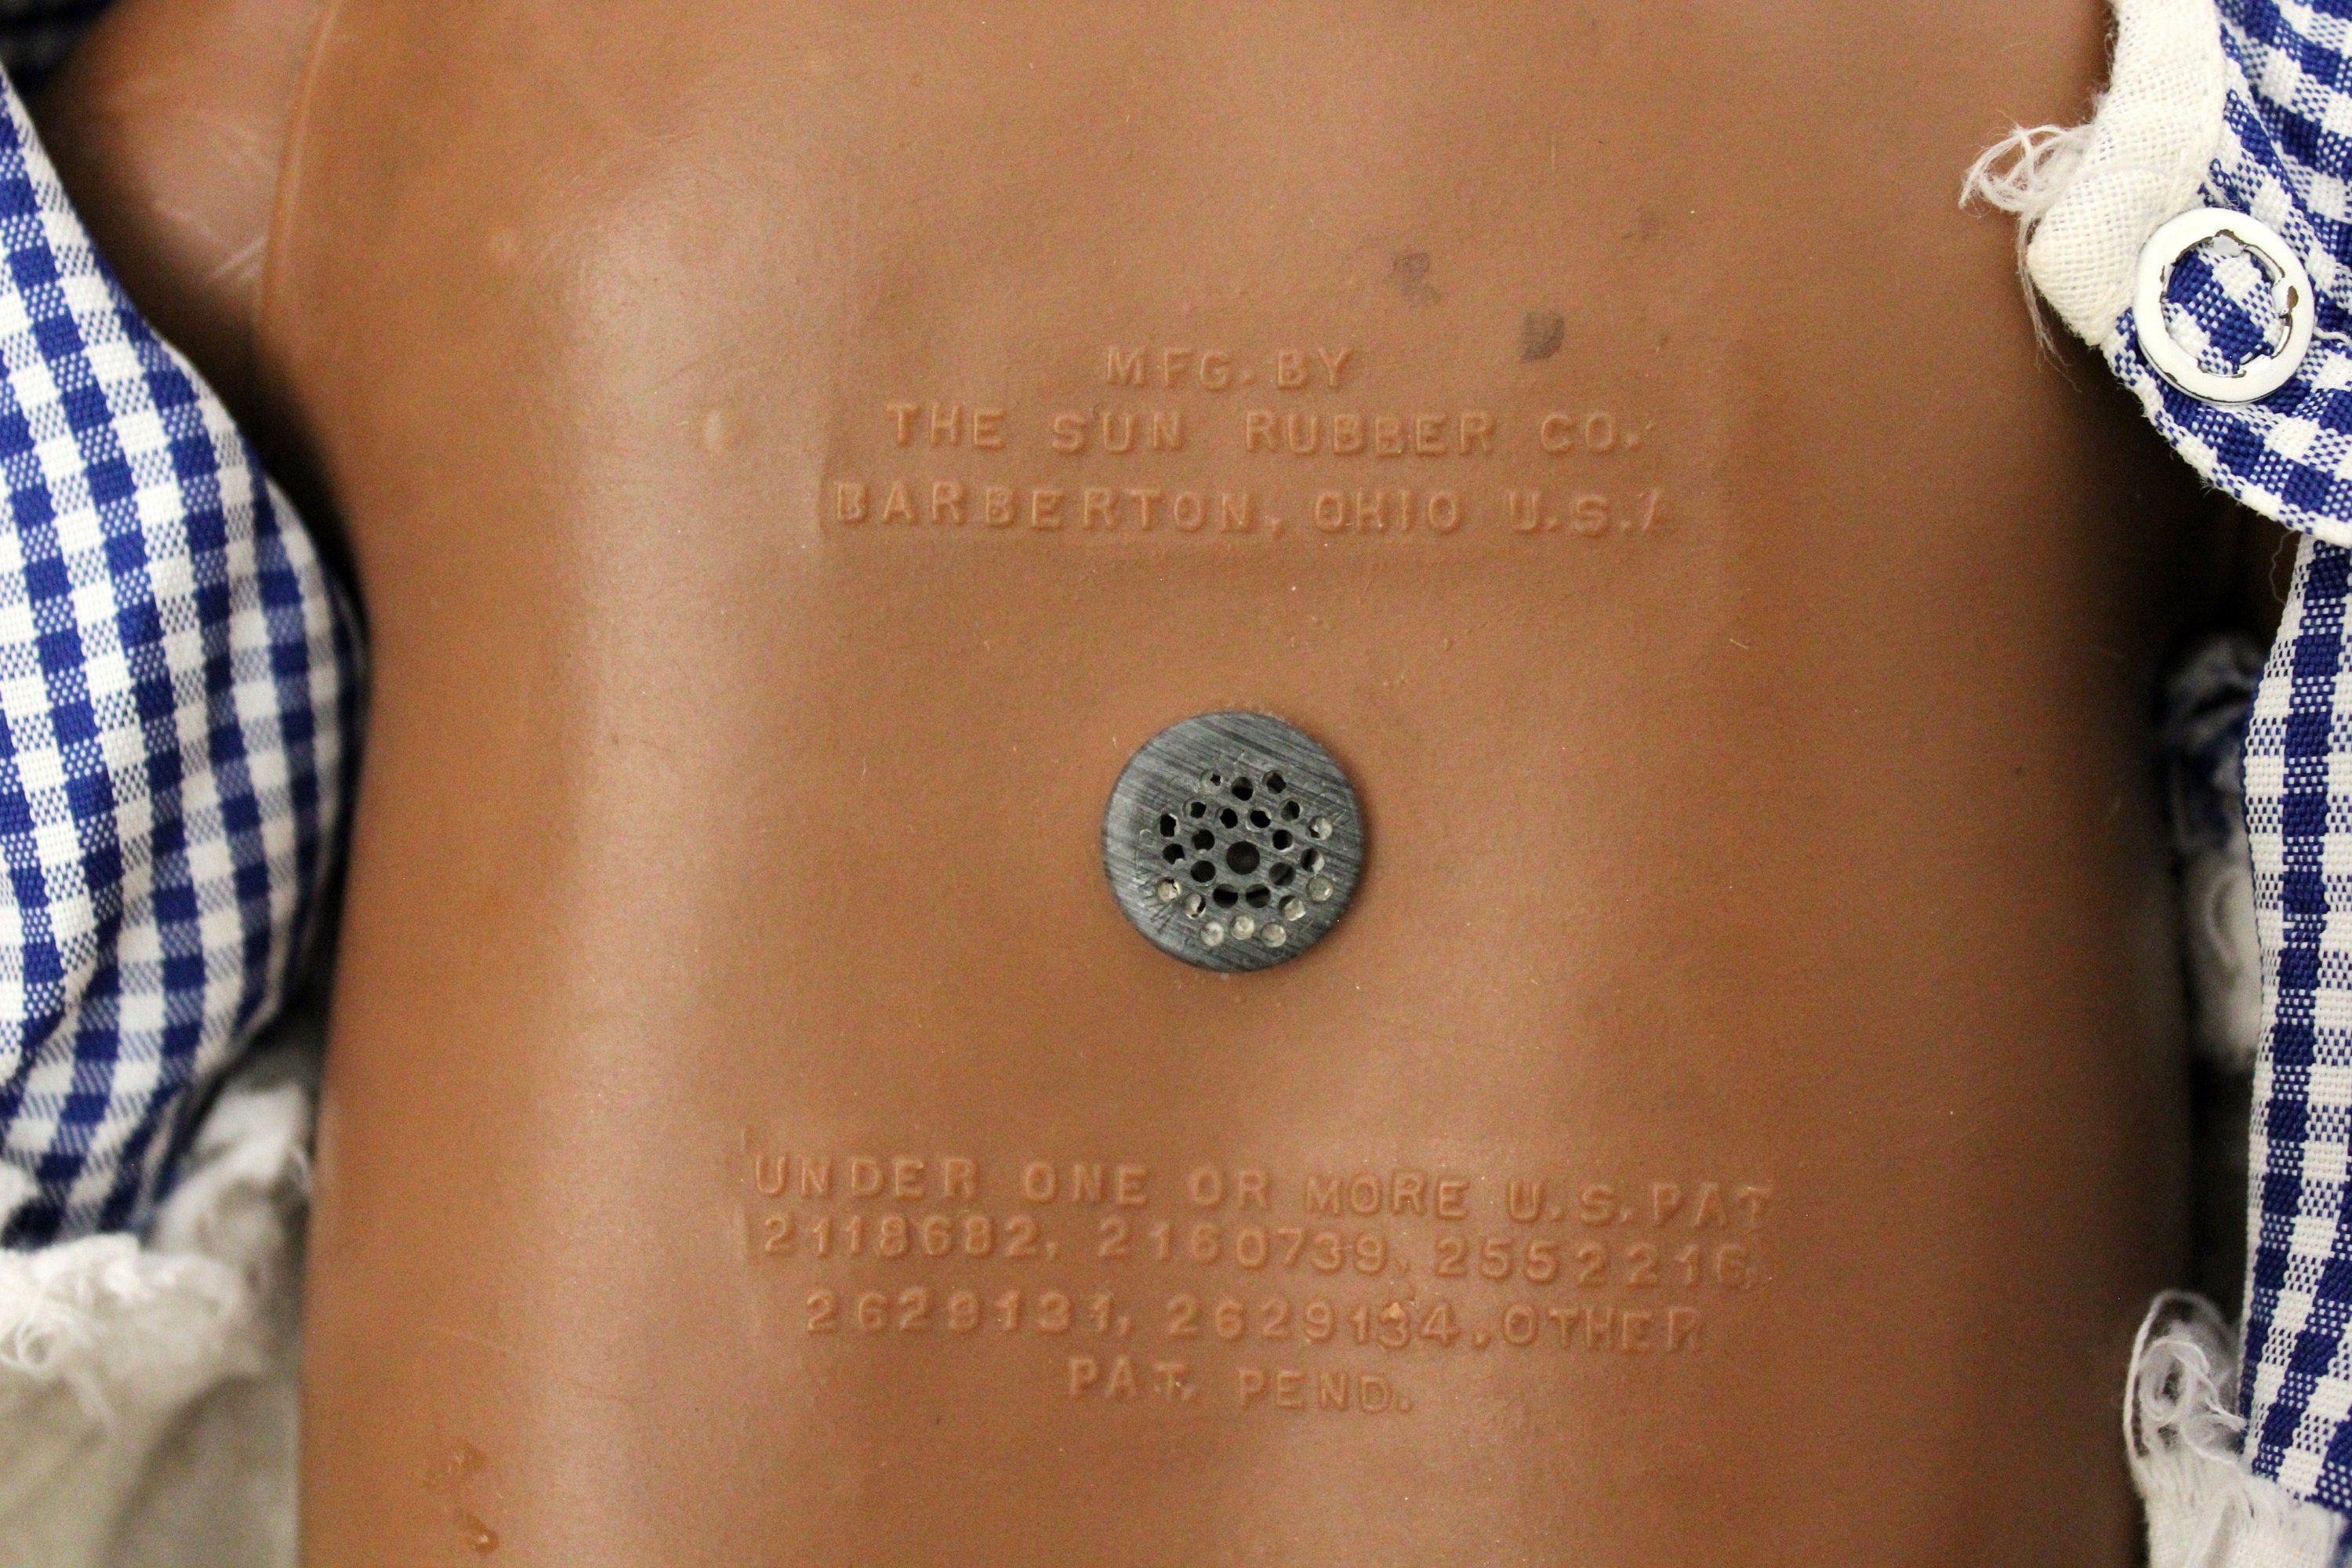 MFG. BY
THE SUN RUBBER CO.
BARBERTON, OHIO U.S.A
UNDER ONE OR MORE U.S. PAT
2118682, 2160739, 2552216,
2629131, 2629134, OTHER
PAT. PEND.